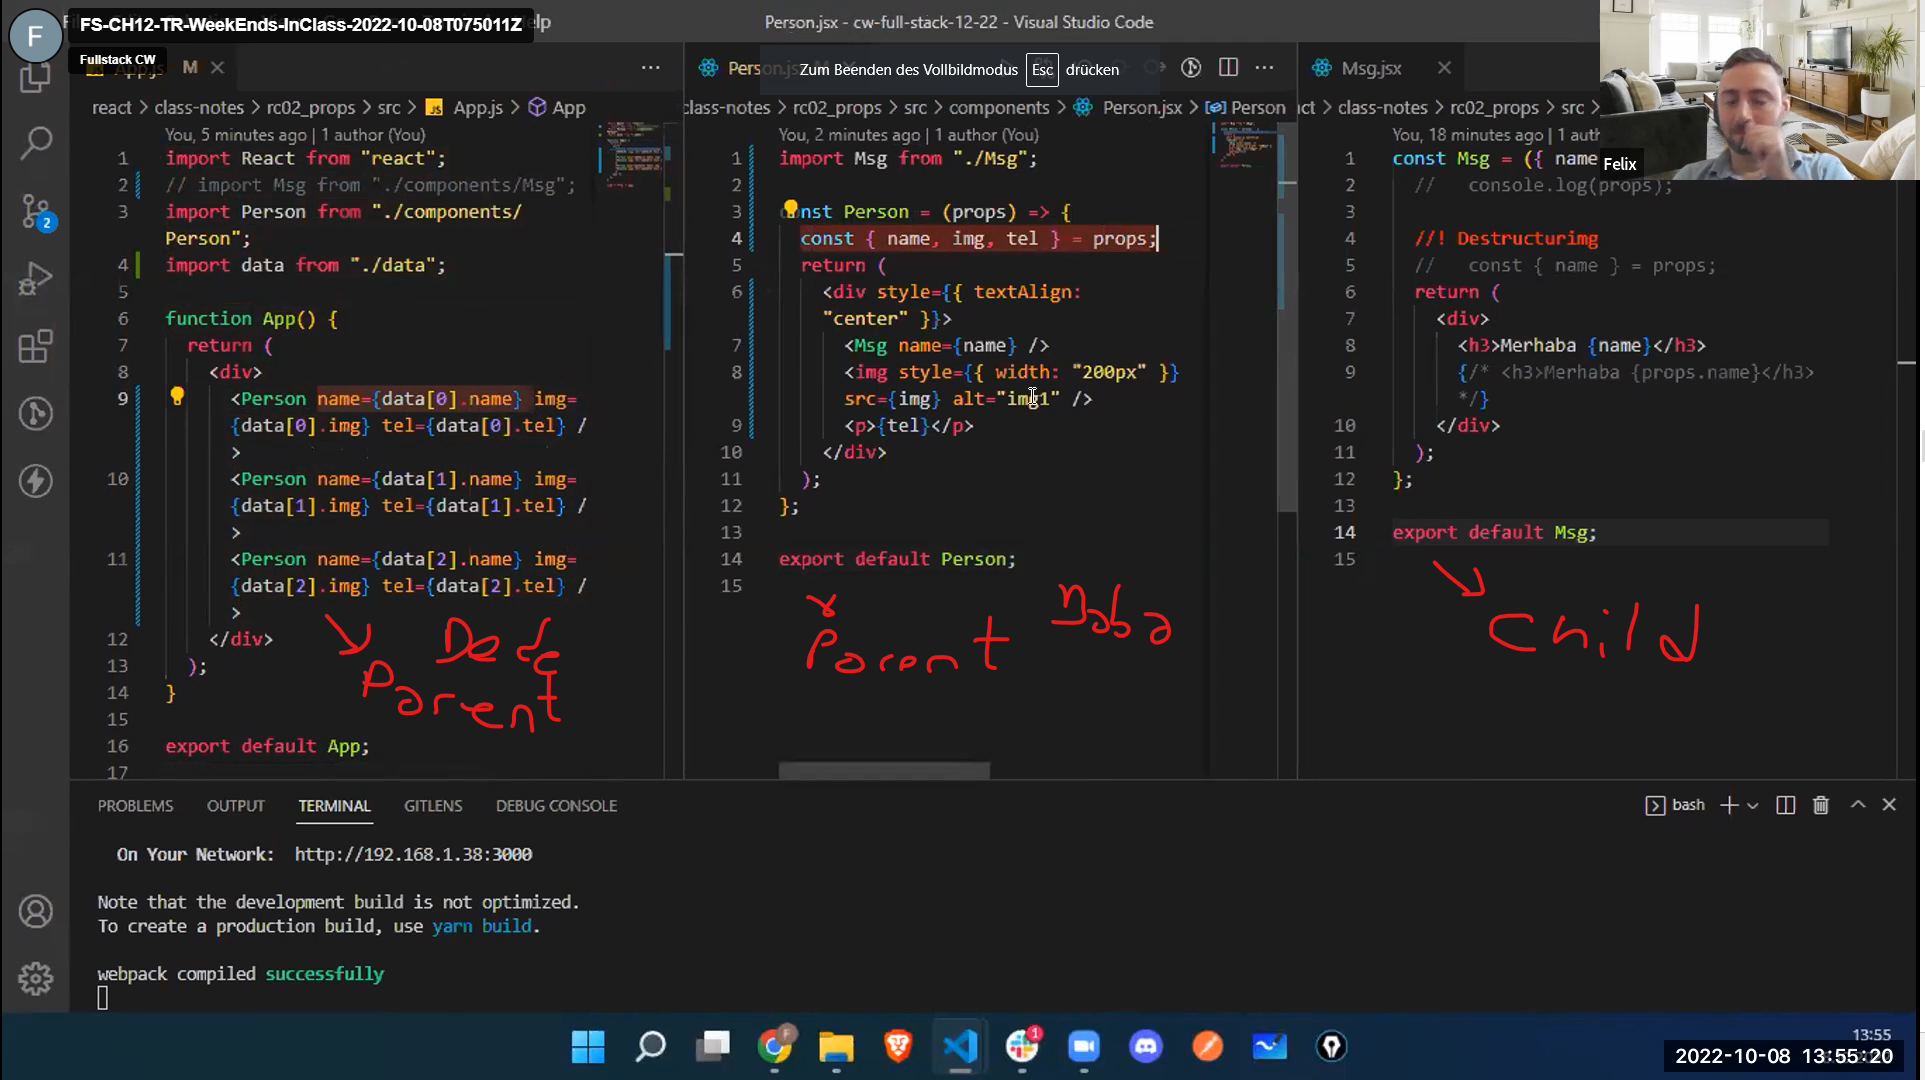 FS-CH12-TR-WeekEnds-InClass-2022-10-08T075011Z
Fullstack CW
F
elp
Person.jsx - cw-full-stack-12-22 - Visual Studio Code
App.js M
Person.jsx
Zum Beenden des Vollbildmodus Esc drücken
Msg.jsx
Felix
2
react > class-notes > rc02_props > src > App.js > App
You, 5 minutes ago | 1 author (You)
1 import React from "react";
2 // import Msg from "./components/Msg";
3 import Person from "./components/
Person";
4 import data from "./data";
5
6 function App() {
7 return (
8 <div>
9 <Person name={data[0].name} img=
{data[0].img} tel={data[0].tel} /
>
10 <Person name={data[1].name} img=
{data[1].img} tel={data[1].tel} /
>
11 <Person name={data[2].name} img=
{data[2].img} tel={data[2].tel} /
>
12 </div>
13 );
14 }
15
16 export default App;
17
Dede
Parent
class-notes > rc02_props > src > components > Person.jsx > Person
You, 2 minutes ago | 1 author (You)
1 import Msg from "./Msg";
2
3 const Person = (props) => {
4 const { name, img, tel } = props;
5 return (
6 <div style={{ textAlign:
"center" }}>
7 <Msg name={name} />
8 <img style={{ width: "200px" }}
src={img} alt="img1" />
9 <p>{tel}</p>
10 </div>
11 );
12 };
13
14 export default Person;
15
Baba
Parent
ct > class-notes > rc02_props > src >
You, 18 minutes ago | 1 auth
1 const Msg = ({ name
2 // console.log(props);
3
4 //! Destructurimg
5 // const { name } = props;
6 return (
7 <div>
8 <h3>Merhaba {name}</h3>
9 {/* <h3>Merhaba {props.name}</h3>
*/}
10 </div>
11 );
12 };
13
14 export default Msg;
15
Child
PROBLEMS OUTPUT TERMINAL GITLENS DEBUG CONSOLE
bash
On Your Network: http://192.168.1.38:3000
Note that the development build is not optimized.
To create a production build, use yarn build.
webpack compiled successfully
F
1
13:55
2022-10-08 13:55:20